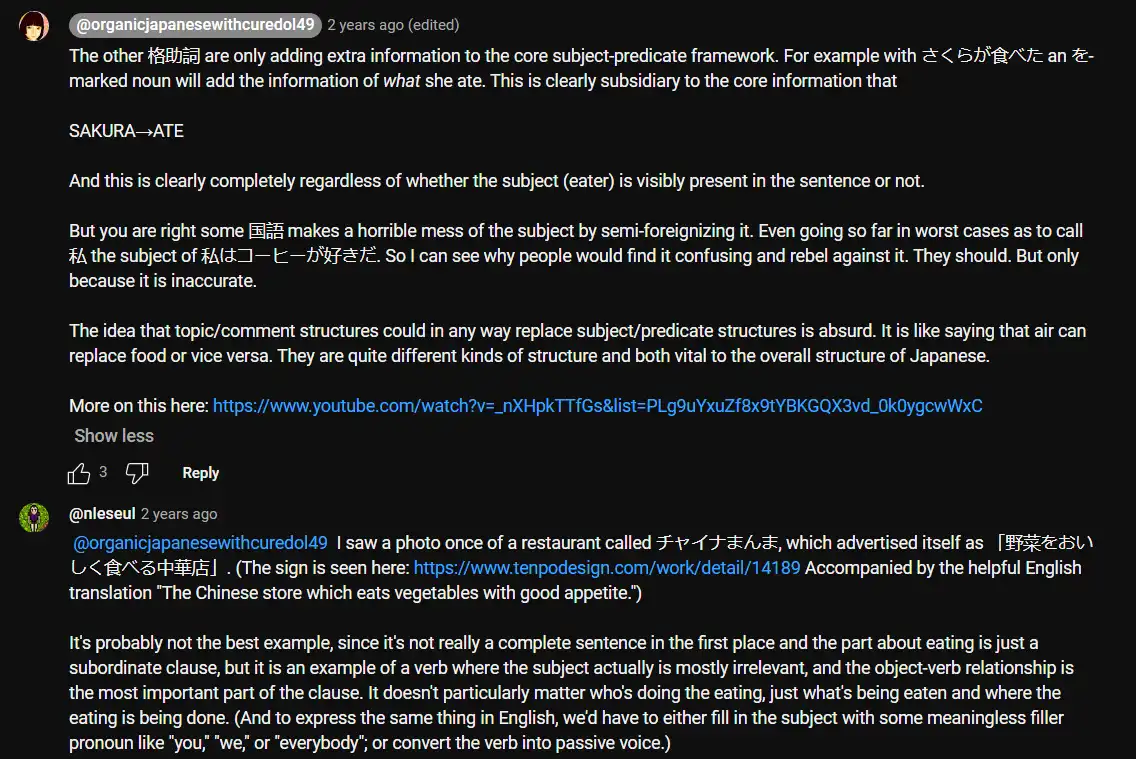 @organicjapanesewithcuredol49 2 years ago (edited)
The other 格助詞 are only adding extra information to the core subject-predicate framework. For example with さくらが食べた an を-
marked noun will add the information of what she ate. This is clearly subsidiary to the core information that
SAKURA→ATE
And this is clearly completely regardless of whether the subject (eater) is visibly present in the sentence or not.
But you are right some 国語 makes a horrible mess of the subject by semi-foreignizing it. Even going so far in worst cases as to call
私 the subject of 私はコーヒーが好きだ. So I can see why people would find it confusing and rebel against it. They should. But only
because it is inaccurate.
The idea that topic/comment structures could in any way replace subject/predicate structures is absurd. It is like saying that air can
replace food or vice versa. They are quite different kinds of structure and both vital to the overall structure of Japanese.
More on this here: https://www.youtube.com/watch?v=_nXHpkTTfGs&list=PLg9uYxuZf8x9tYBKGQX3vd_0k0ygcwWxC
Show less
3 Reply
@nleseul 2 years ago
@organicjapanesewithcuredol49 I saw a photo once of a restaurant called チャイナまんま, which advertised itself as 「野菜をおい
しく食べる中華店」. (The sign is seen here: https://www.tenpodesign.com/work/detail/14189 Accompanied by the helpful English
translation "The Chinese store which eats vegetables with good appetite.")
It's probably not the best example, since it's not really a complete sentence in the first place and the part about eating is just a
subordinate clause, but it is an example of a verb where the subject actually is mostly irrelevant, and the object-verb relationship is
the most important part of the clause. It doesn't particularly matter who's doing the eating, just what's being eaten and where the
eating is being done. (And to express the same thing in English, we'd have to either fill in the subject with some meaningless filler
pronoun like "you," "we," or "everybody"; or convert the verb into passive voice.)